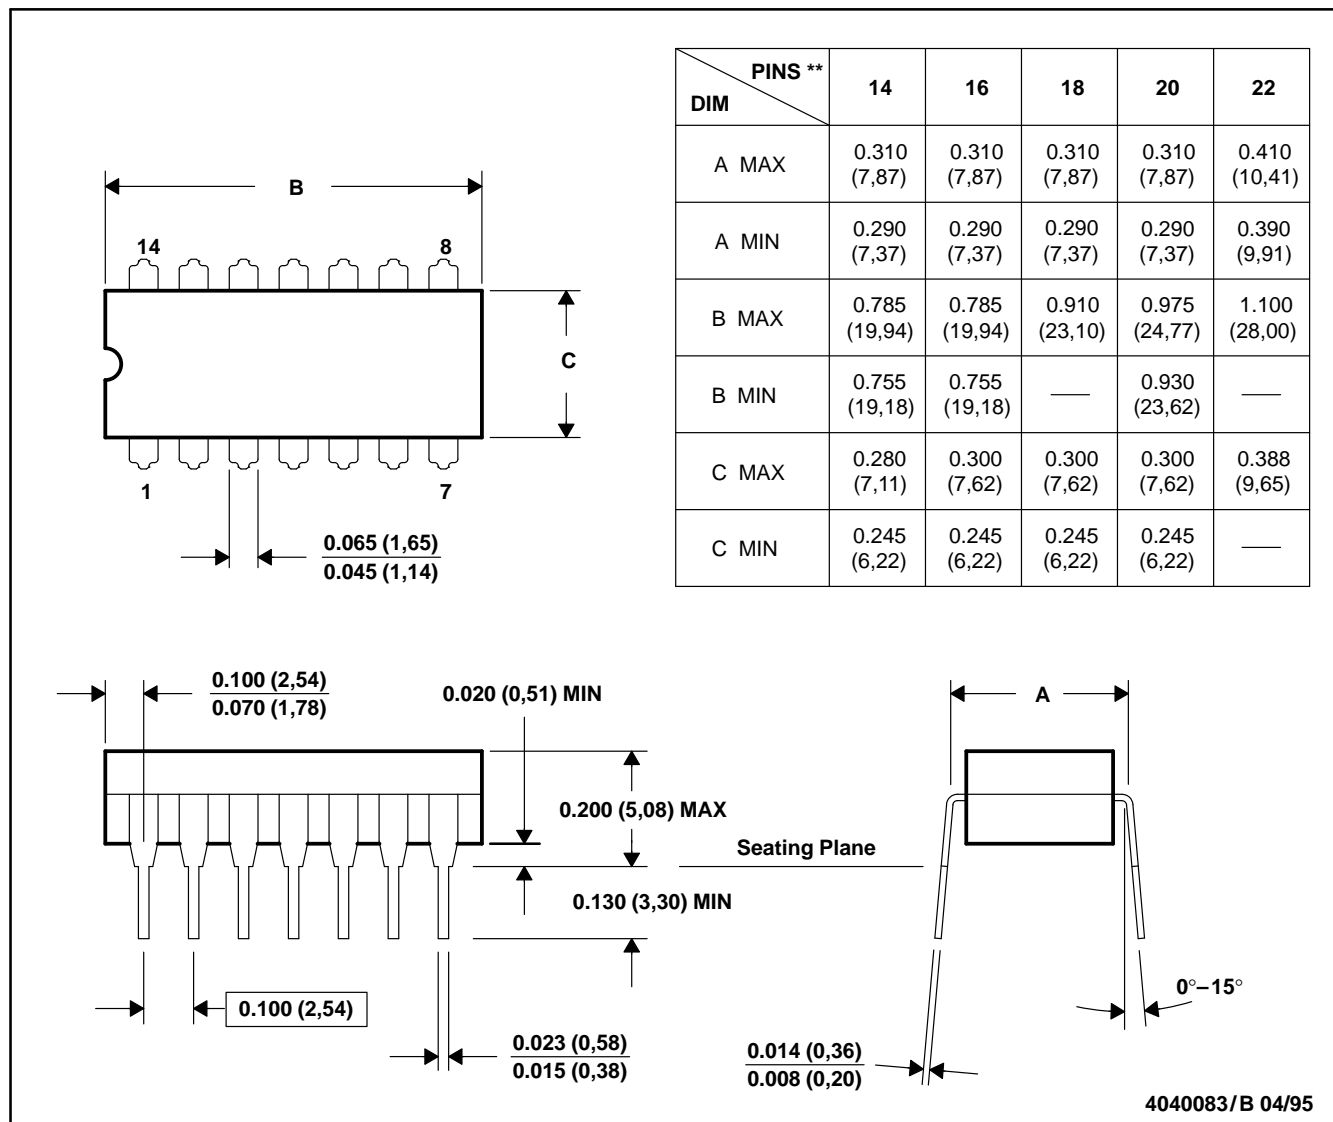 PINS **
DIM
14 16 18 20 22
A MAX 0.310 (7,87) 0.310 (7,87) 0.310 (7,87) 0.310 (7,87) 0.410 (10,41)
A MIN 0.290 (7,37) 0.290 (7,37) 0.290 (7,37) 0.290 (7,37) 0.390 (9,91)
B MAX 0.785 (19,94) 0.785 (19,94) 0.910 (23,10) 0.975 (24,77) 1.100 (28,00)
B MIN 0.755 (19,18) 0.755 (19,18) — 0.930 (23,62) —
C MAX 0.280 (7,11) 0.300 (7,62) 0.300 (7,62) 0.300 (7,62) 0.388 (9,65)
C MIN 0.245 (6,22) 0.245 (6,22) 0.245 (6,22) 0.245 (6,22) —
B
14 8
C
1 7
0.065 (1,65)
0.045 (1,14)
0.100 (2,54)
0.070 (1,78)
0.020 (0,51) MIN
A
0.200 (5,08) MAX
Seating Plane
0.130 (3,30) MIN
0.100 (2,54)
0°–15°
0.023 (0,58)
0.015 (0,38)
0.014 (0,36)
0.008 (0,20)
4040083/B 04/95